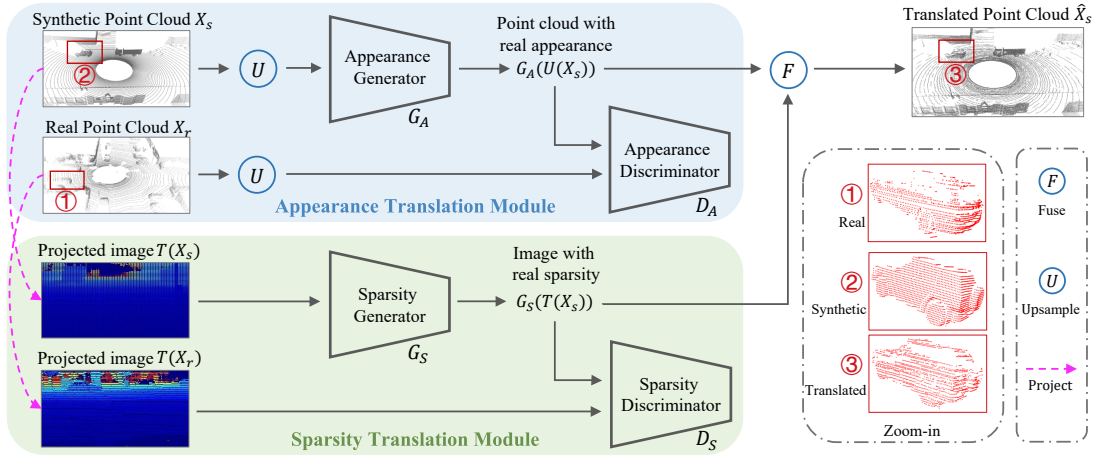 Synthetic Point Cloud X_s
②
U
Appearance
Generator
G_A
Point cloud with
real appearance
G_A(U(X_s))
F
Translated Point Cloud X̂_s
③
Real Point Cloud X_r
①
U
Appearance
Discriminator
D_A
Appearance Translation Module
Projected image T(X_s)
Sparsity
Generator
G_S
Image with
real sparsity
G_S(T(X_s))
Projected image T(X_r)
Sparsity
Discriminator
D_S
Sparsity Translation Module
①
Real
②
Synthetic
③
Translated
Zoom-in
F
Fuse
U
Upsample
Project